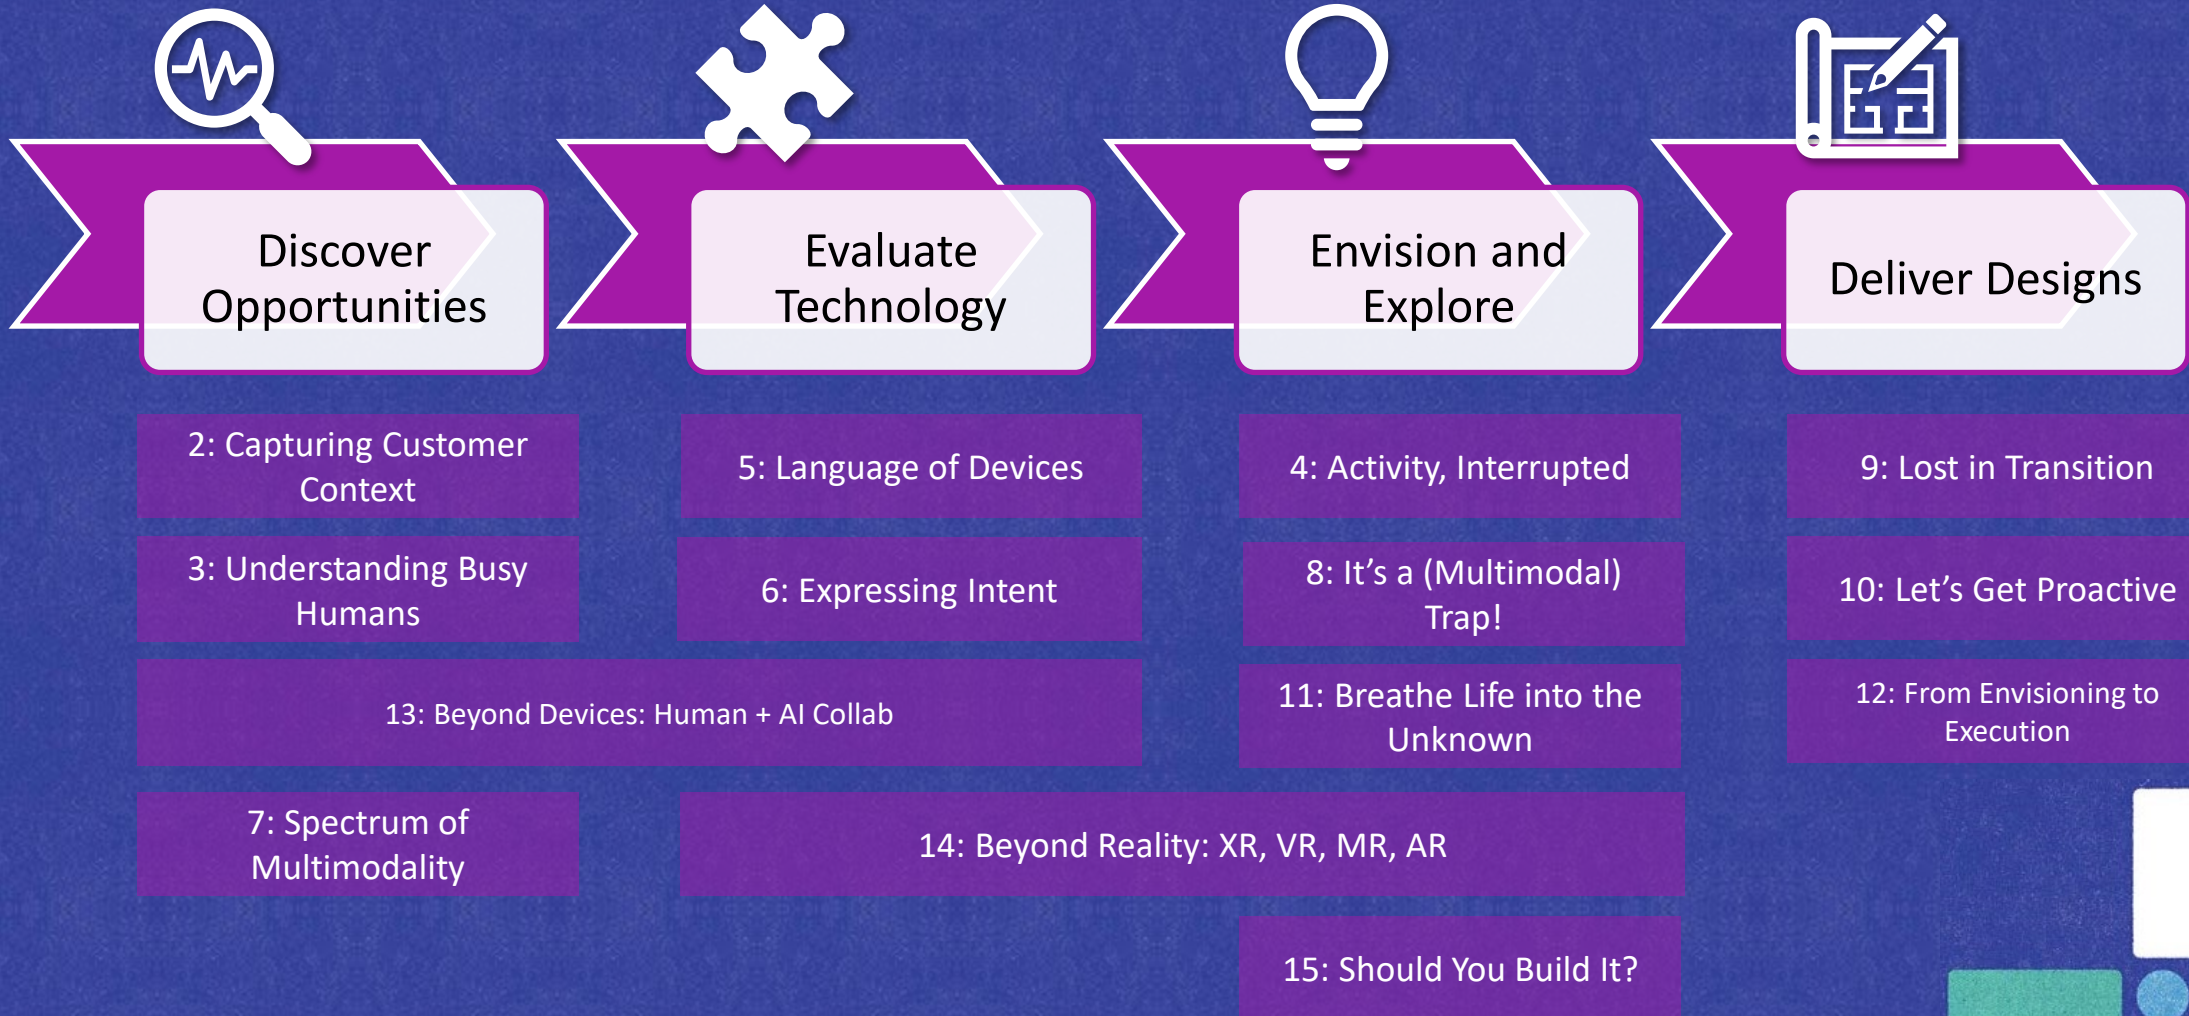 Discover
Opportunities
Evaluate
Technology
Envision and
Explore
Deliver Designs
2: Capturing Customer
Context
5: Language of Devices
4: Activity, Interrupted
9: Lost in Transition
3: Understanding Busy
Humans
6: Expressing Intent
8: It’s a (Multimodal)
Trap!
10: Let’s Get Proactive
13: Beyond Devices: Human + AI Collab
11: Breathe Life into the
Unknown
12: From Envisioning to
Execution
7: Spectrum of
Multimodality
14: Beyond Reality: XR, VR, MR, AR
15: Should You Build It?